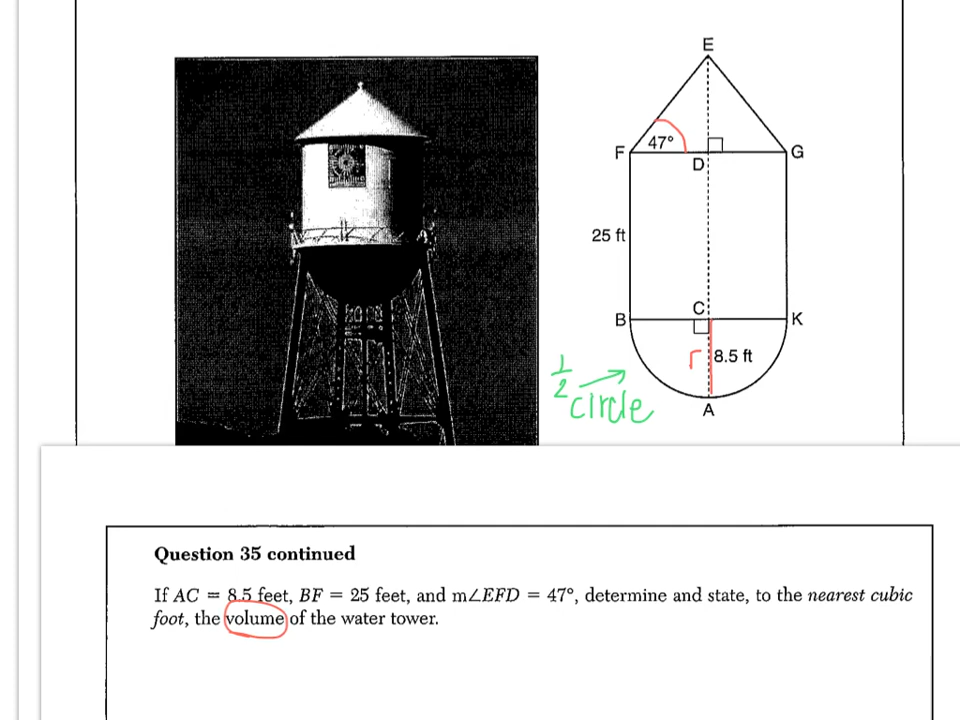 E
47°
F
D
G
25 ft
C
B
K
r
8.5 ft
1/2
circle
A
Question 35 continued
If AC = 8.5 feet, BF = 25 feet, and m∠EFD = 47°, determine and state, to the nearest cubic
foot, the volume of the water tower.